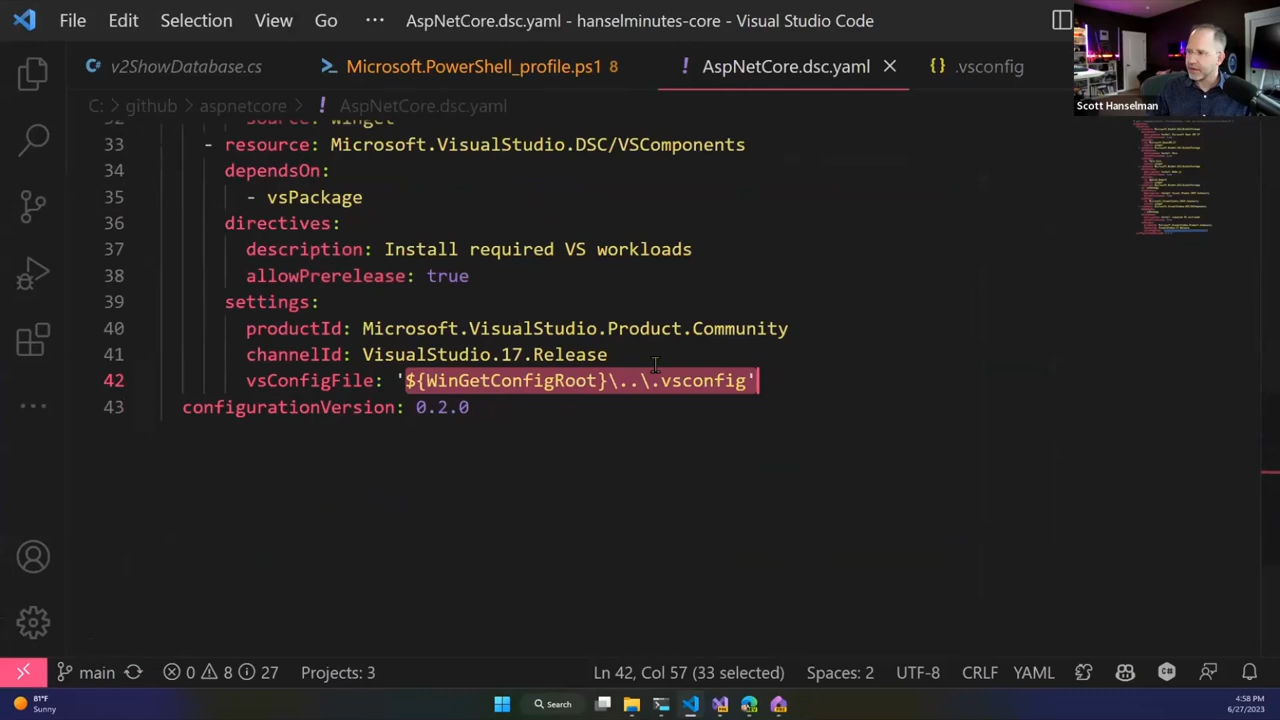 File Edit Selection View Go ··· AspNetCore.dsc.yaml - hanselminutes-core - Visual Studio Code
v2ShowDatabase.cs Microsoft.PowerShell_profile.ps1 8 AspNetCore.dsc.yaml .vsconfig
Scott Hanselman
C: > github > aspnetcore > AspNetCore.dsc.yaml
32 source: winget
33 - resource: Microsoft.VisualStudio.DSC/VSComponents
34 dependsOn:
35 - vsPackage
36 directives:
37 description: Install required VS workloads
38 allowPrerelease: true
39 settings:
40 productId: Microsoft.VisualStudio.Product.Community
41 channelId: VisualStudio.17.Release
42 vsConfigFile: '${WinGetConfigRoot}\..\.vsconfig'
43 configurationVersion: 0.2.0
main 0 8 27 Projects: 3 Ln 42, Col 57 (33 selected) Spaces: 2 UTF-8 CRLF YAML
81°F
Sunny
Search
4:58 PM
6/27/2023